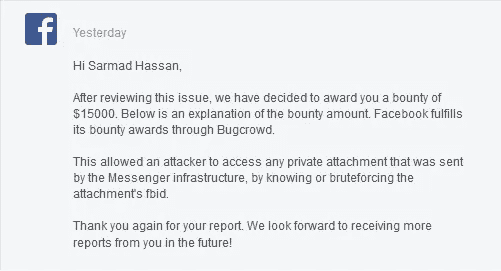 Yesterday
Hi Sarmad Hassan,
After reviewing this issue, we have decided to award you a bounty of
$15000. Below is an explanation of the bounty amount. Facebook fulfills
its bounty awards through Bugcrowd.
This allowed an attacker to access any private attachment that was sent
by the Messenger infrastructure, by knowing or bruteforcing the
attachment's fbid.
Thank you again for your report. We look forward to receiving more
reports from you in the future!